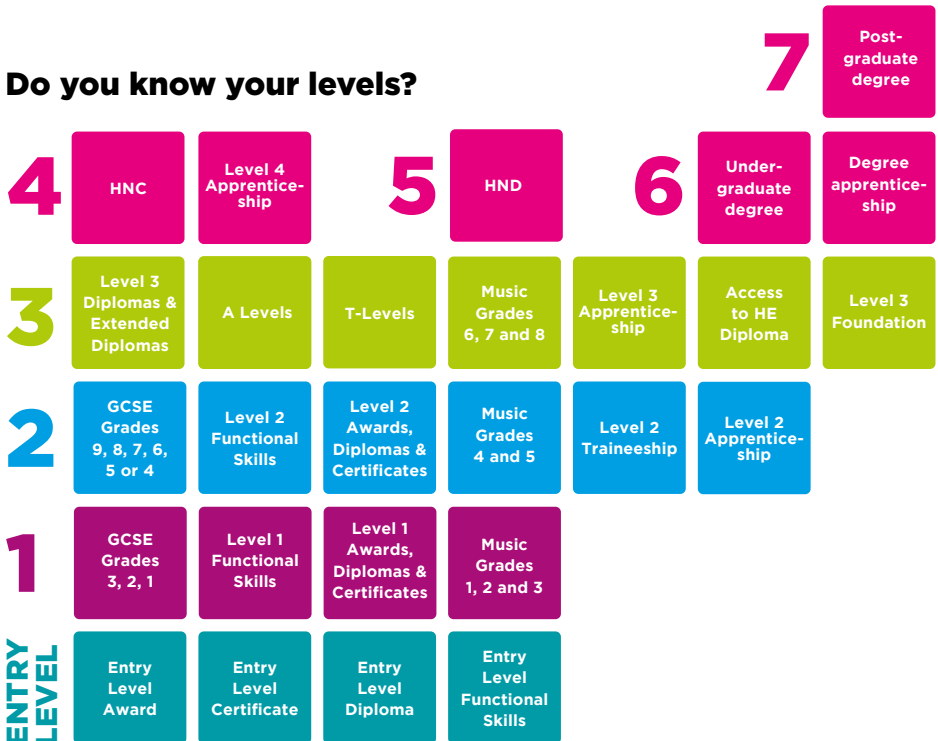 7
Post-
graduate
degree
Do you know your levels?
4
HNC
Level 4
Apprentice-
ship
5
HND
6
Under-
graduate
degree
Degree
apprentice-
ship
3
Level 3
Diplomas &
Extended
Diplomas
A Levels
T-Levels
Music
Grades
6, 7 and 8
Level 3
Apprentice-
ship
Access
to HE
Diploma
Level 3
Foundation
2
GCSE
Grades
9, 8, 7, 6,
5 or 4
Level 2
Functional
Skills
Level 2
Awards,
Diplomas &
Certificates
Music
Grades
4 and 5
Level 2
Traineeship
Level 2
Apprentice-
ship
1
GCSE
Grades
3, 2, 1
Level 1
Functional
Skills
Level 1
Awards,
Diplomas &
Certificates
Music
Grades
1, 2 and 3
ENTRY
LEVEL
Entry
Level
Award
Entry
Level
Certificate
Entry
Level
Diploma
Entry
Level
Functional
Skills